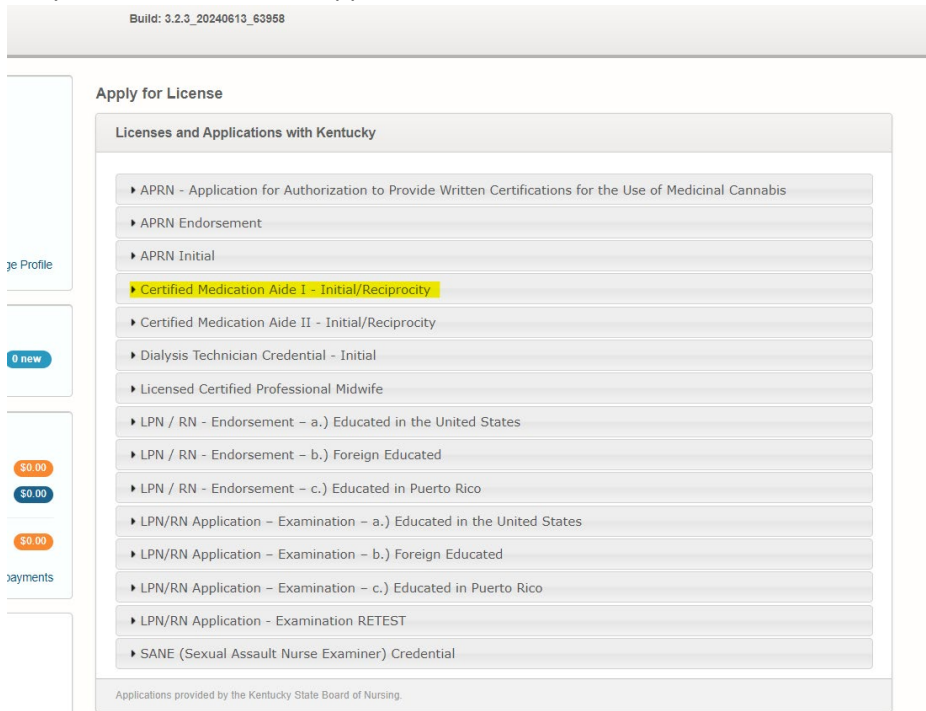 Build: 3.2.3_20240613_63958
Apply for License
Licenses and Applications with Kentucky
APRN - Application for Authorization to Provide Written Certifications for the Use of Medicinal Cannabis
APRN Endorsement
APRN Initial
ge Profile
Certified Medication Aide I - Initial/Reciprocity
Certified Medication Aide II - Initial/Reciprocity
0 new
Dialysis Technician Credential - Initial
Licensed Certified Professional Midwife
LPN / RN - Endorsement – a.) Educated in the United States
LPN / RN - Endorsement – b.) Foreign Educated
$0.00
LPN / RN - Endorsement – c.) Educated in Puerto Rico
$0.00
LPN/RN Application – Examination – a.) Educated in the United States
$0.00
LPN/RN Application – Examination – b.) Foreign Educated
payments
LPN/RN Application – Examination – c.) Educated in Puerto Rico
LPN/RN Application - Examination RETEST
SANE (Sexual Assault Nurse Examiner) Credential
Applications provided by the Kentucky State Board of Nursing.